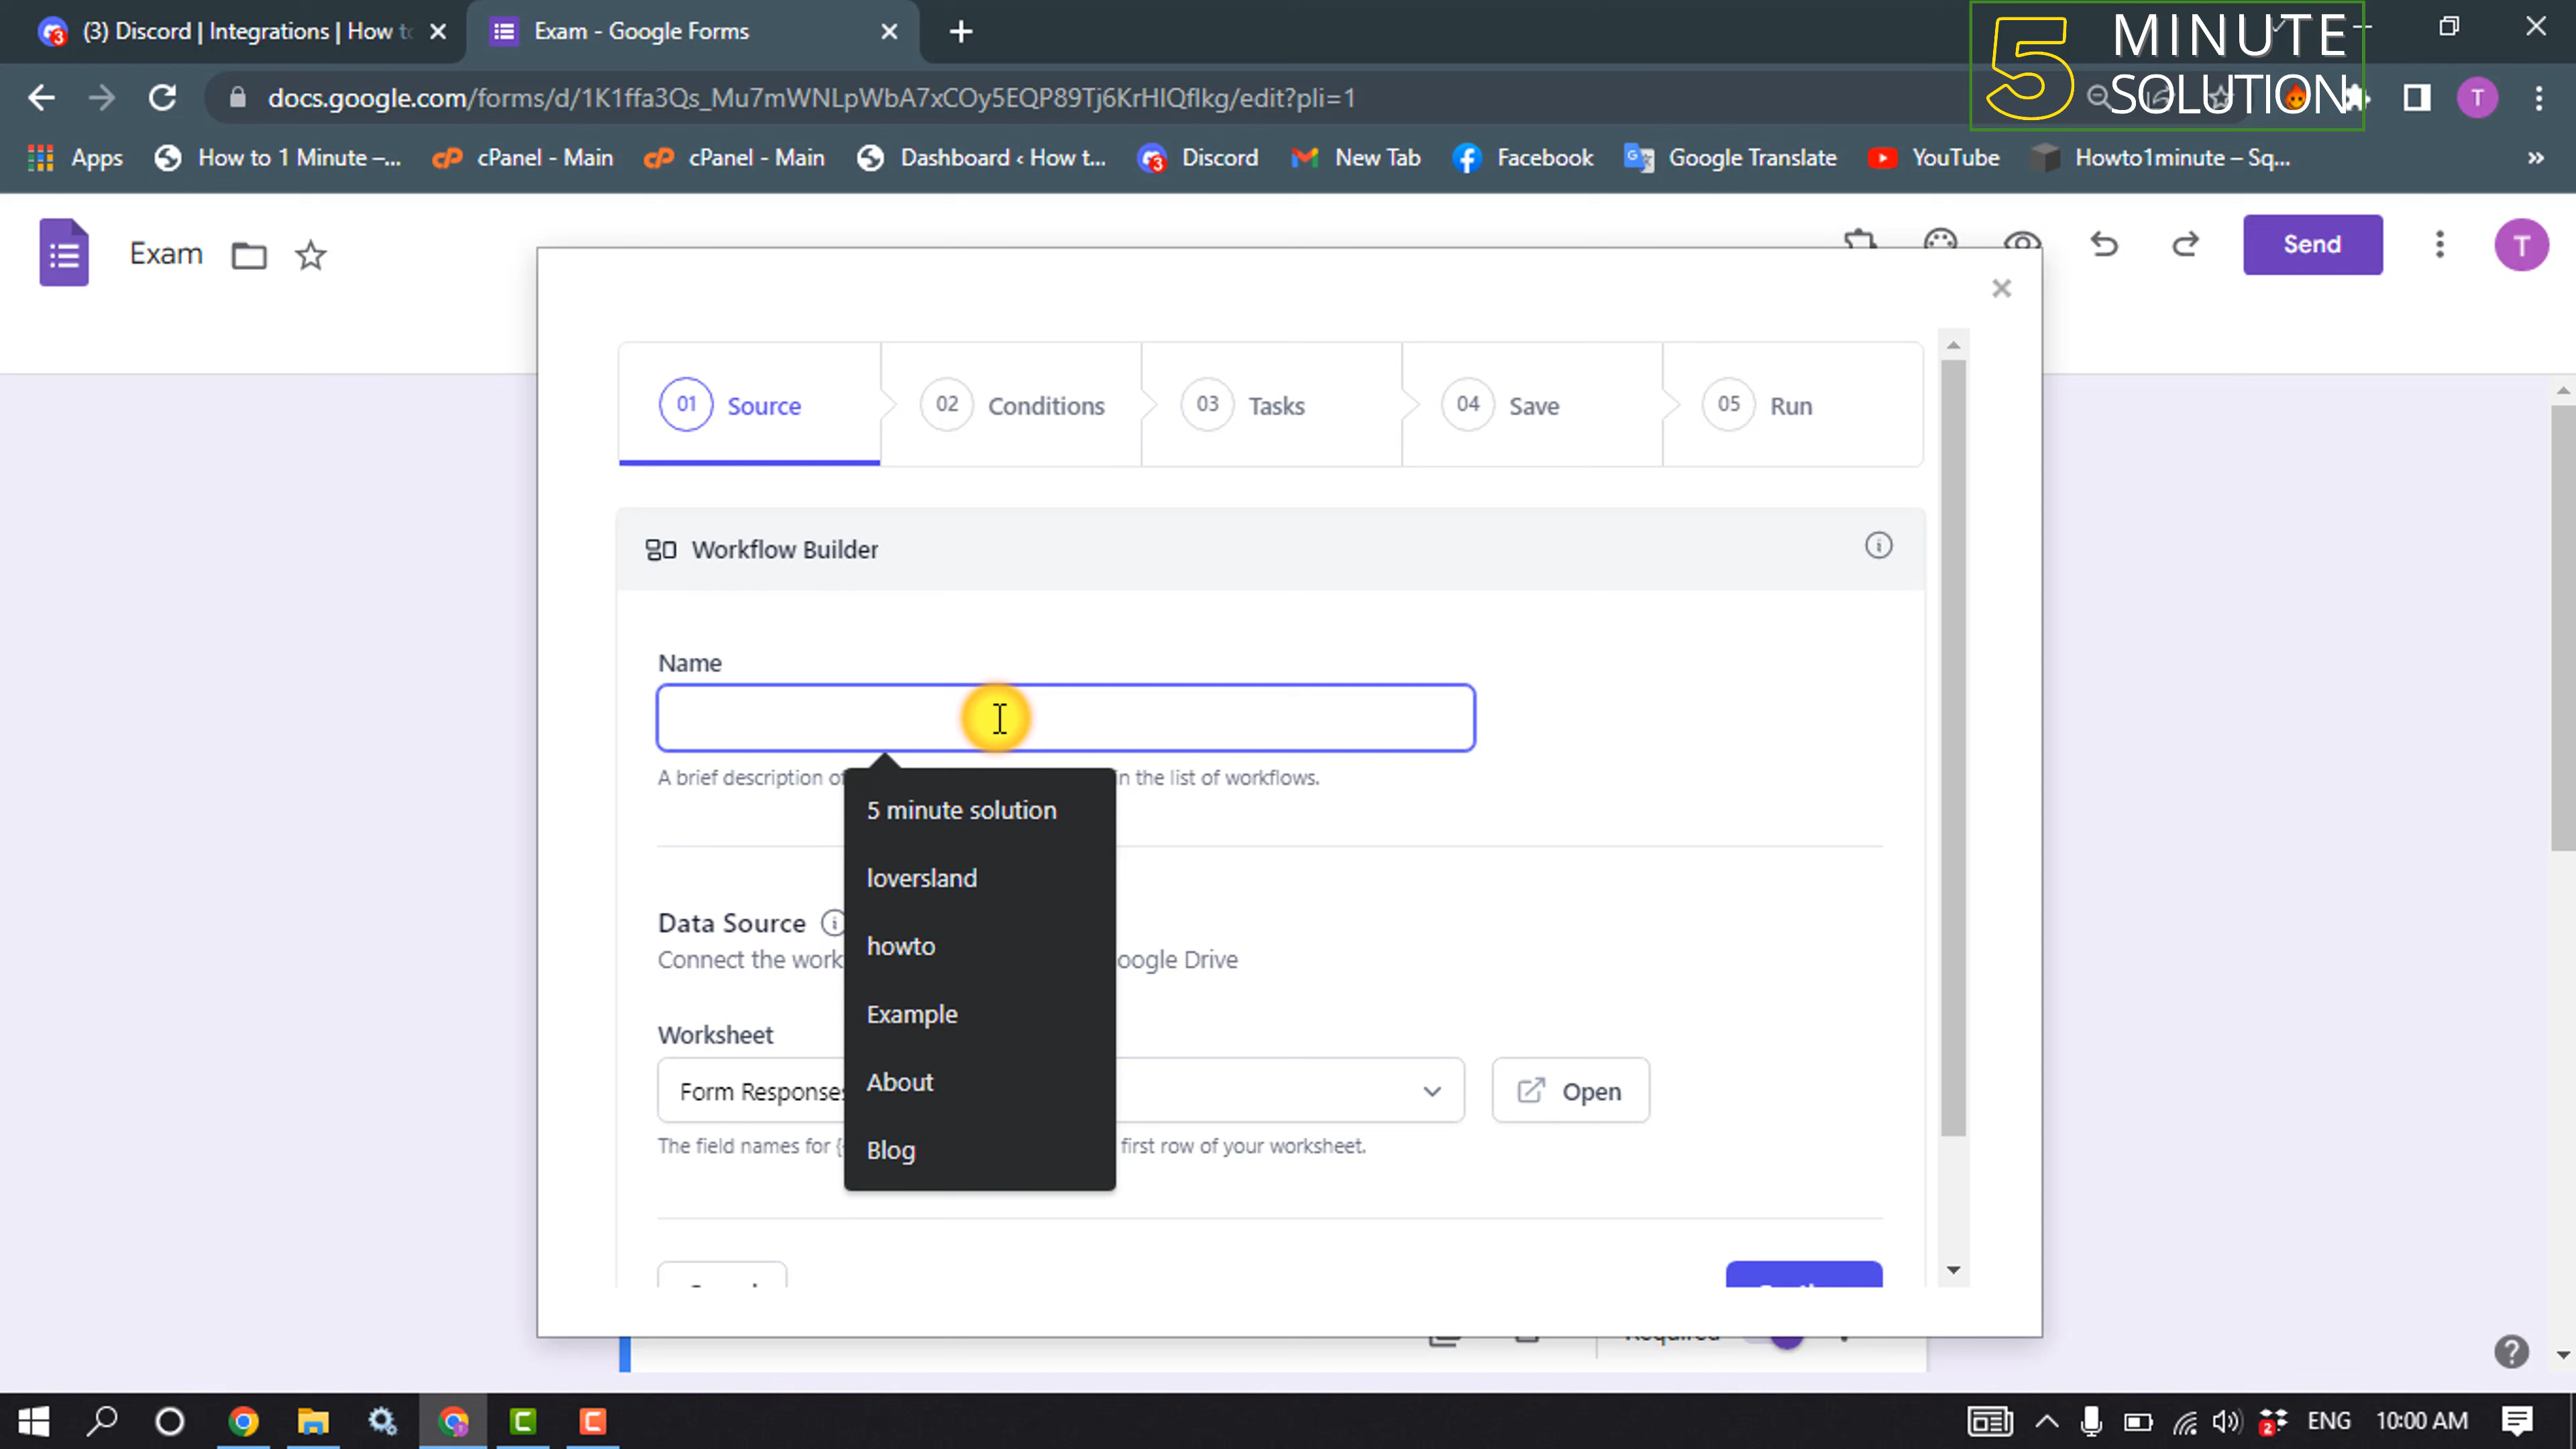 (3) Discord | Integrations | How to
Exam - Google Forms
5 MINUTE SOLUTION
docs.google.com/forms/d/1K1ffa3Qs_Mu7mWNLpWbA7xCOy5EQP89Tj6KrHlQflkg/edit?pli=1
T
Apps
How to 1 Minute –...
cPanel - Main
cPanel - Main
Dashboard ‹ How t...
3
Discord
New Tab
Facebook
Google Translate
YouTube
Howto1minute – Sq...
Exam
Send
T
01 Source
02 Conditions
03 Tasks
04 Save
05 Run
Workflow Builder
Name
A brief description of
in the list of workflows.
5 minute solution
loversland
howto
Example
About
Blog
Data Source
Connect the work
oogle Drive
Worksheet
Form Responses
Open
The field names for {
first row of your worksheet.
Required
2
ENG
10:00 AM